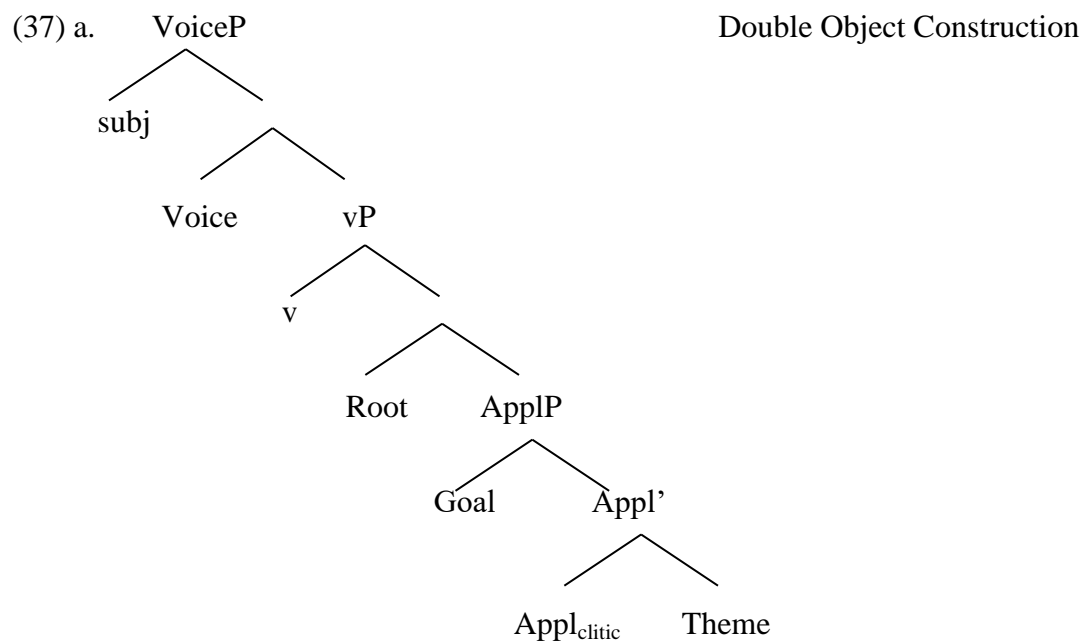 (37) a. VoiceP Double Object Construction
subj
Voice vP
v
Root ApplP
Goal Appl’
Applclitic Theme